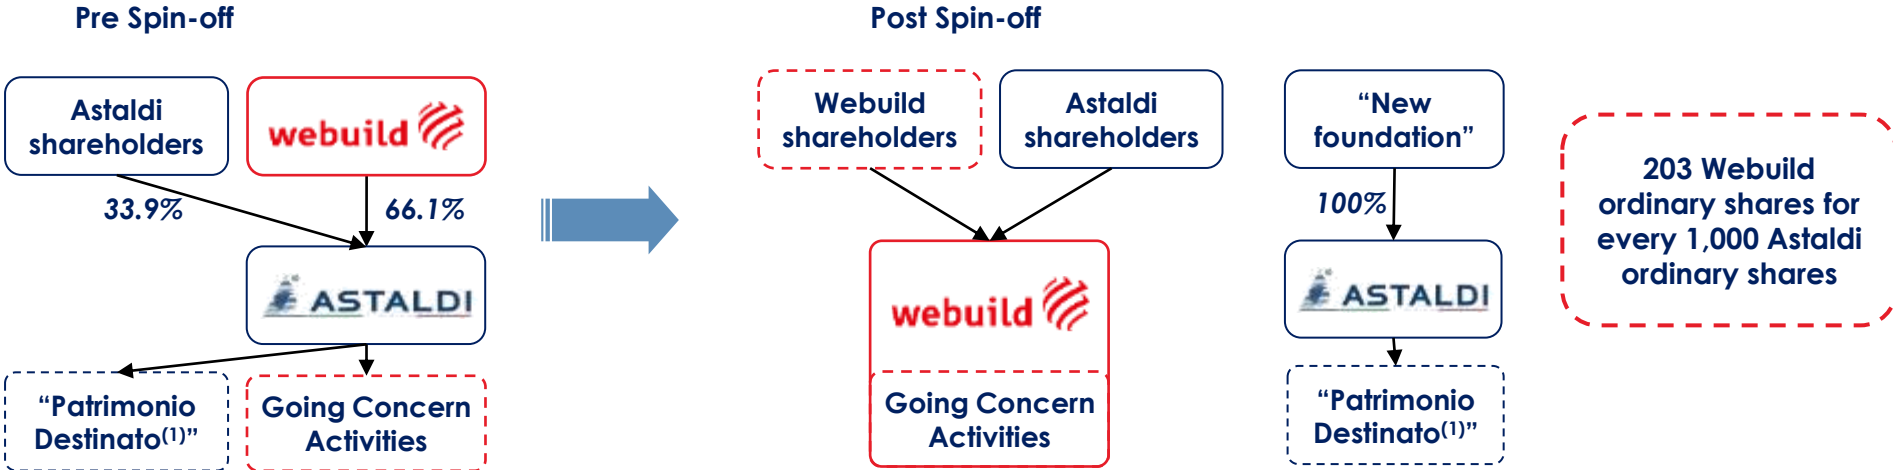 Pre Spin-off
Post Spin-off
Astaldi
shareholders
webuild
33.9%
66.1%
ASTALDI
“Patrimonio
Destinato(1)”
Going Concern
Activities
Webuild
shareholders
Astaldi
shareholders
webuild
Going Concern
Activities
“New
foundation”
100%
ASTALDI
“Patrimonio
Destinato(1)”
203 Webuild
ordinary shares for
every 1,000 Astaldi
ordinary shares